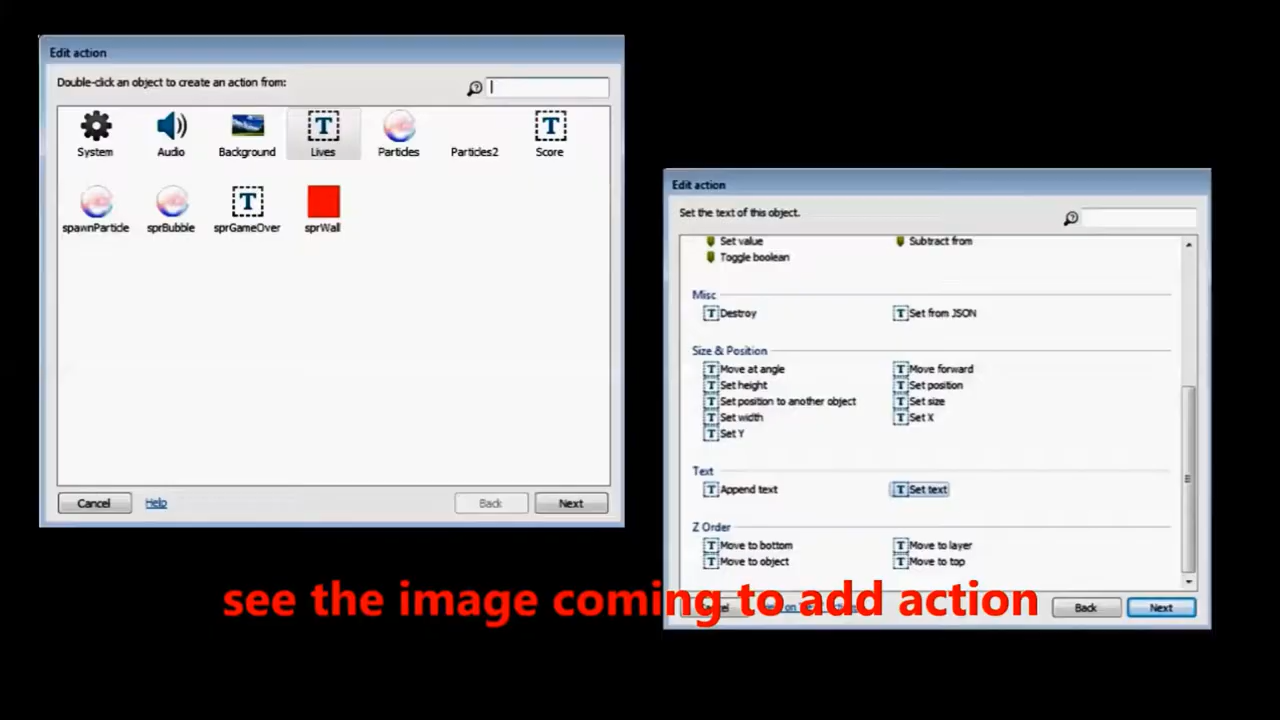 Edit action
Double-click an object to create an action from:
System Audio Background Lives Particles Particles2 Score
spawnParticle sprBubble sprGameOver sprWall
Cancel Help Back Next
Edit action
Set the text of this object.
Set value Subtract from
Toggle boolean
Misc
Destroy Set from JSON
Size & Position
Move at angle Move forward
Set height Set position
Set position to another object Set size
Set width Set X
Set Y
Text
Append text Set text
Z Order
Move to bottom Move to layer
Move to object Move to top
see the image coming to add action
Back Next